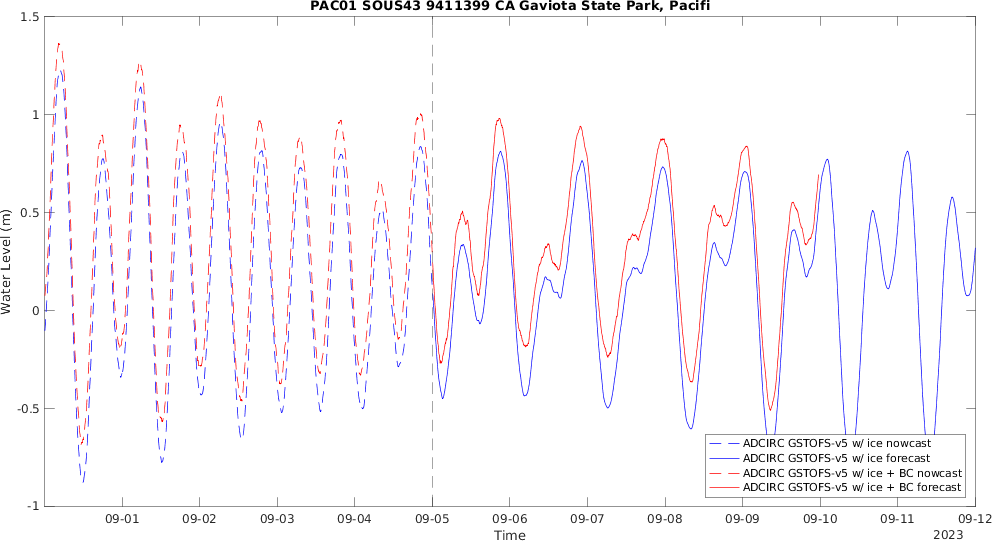 PAC01 SOUS43 9411399 CA Gaviota State Park, Pacifi
1.5
1
0.5
0
-0.5
-1
Water Level (m)
09-01 09-02 09-03 09-04 09-05 09-06 09-07 09-08 09-09 09-10 09-11 09-12
Time
2023
ADCIRC GSTOFS-v5 w/ ice nowcast
ADCIRC GSTOFS-v5 w/ ice forecast
ADCIRC GSTOFS-v5 w/ ice + BC nowcast
ADCIRC GSTOFS-v5 w/ ice + BC forecast